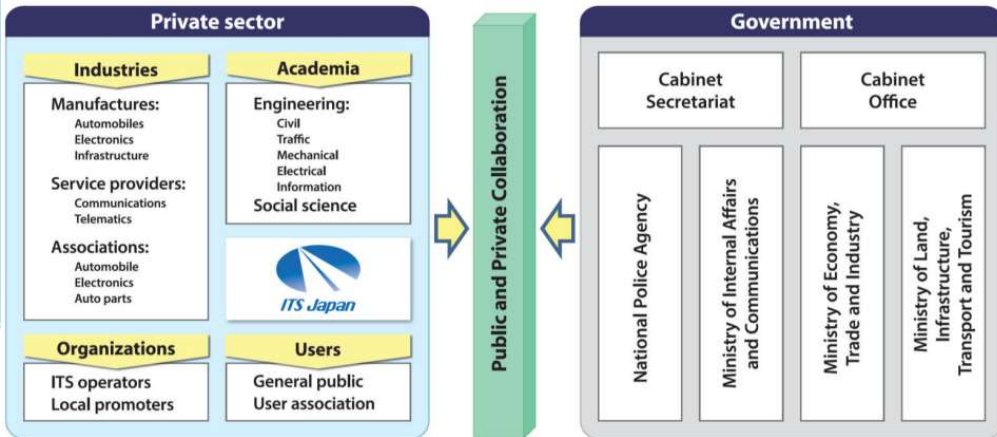 Private sector
Industries
Manufactures:
Automobiles
Electronics
Infrastructure
Service providers:
Communications
Telematics
Associations:
Automobile
Electronics
Auto parts
Academia
Engineering:
Civil
Traffic
Mechanical
Electrical
Information
Social science
ITS Japan
Organizations
ITS operators
Local promoters
Users
General public
User association
Public and Private Collaboration
Government
Cabinet
Secretariat
Cabinet
Office
National Police Agency
Ministry of Internal Affairs
and Communications
Ministry of Economy,
Trade and Industry
Ministry of Land,
Infrastructure,
Transport and Tourism